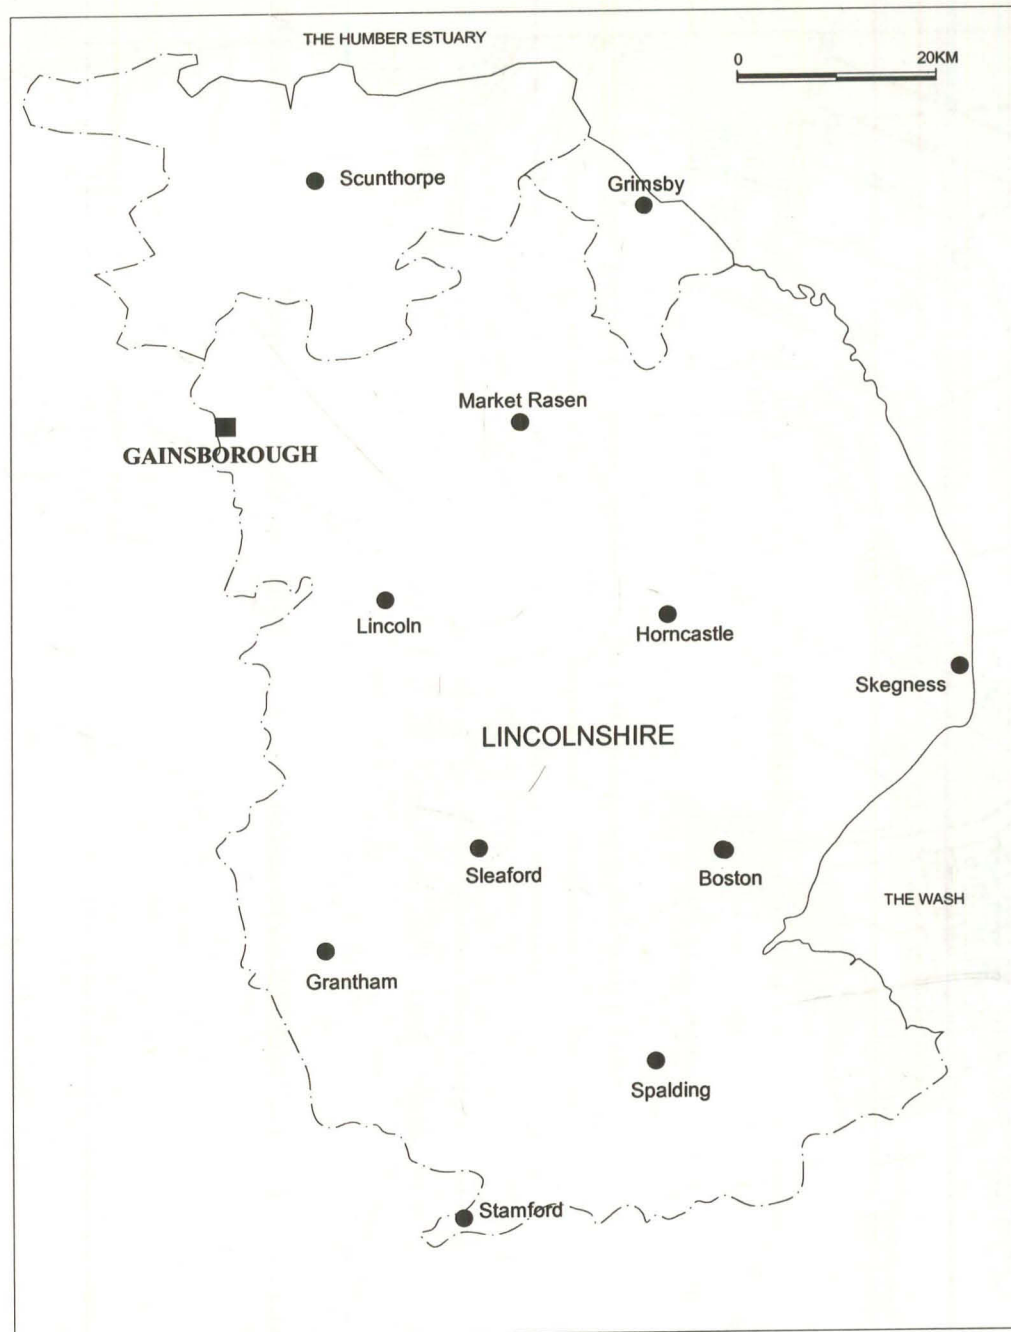 THE HUMBER ESTUARY
0 20KM
Scunthorpe
Grimsby
Market Rasen
GAINSBOROUGH
Lincoln
Horncastle
Skegness
LINCOLNSHIRE
Sleaford
Boston
THE WASH
Grantham
Spalding
Stamford